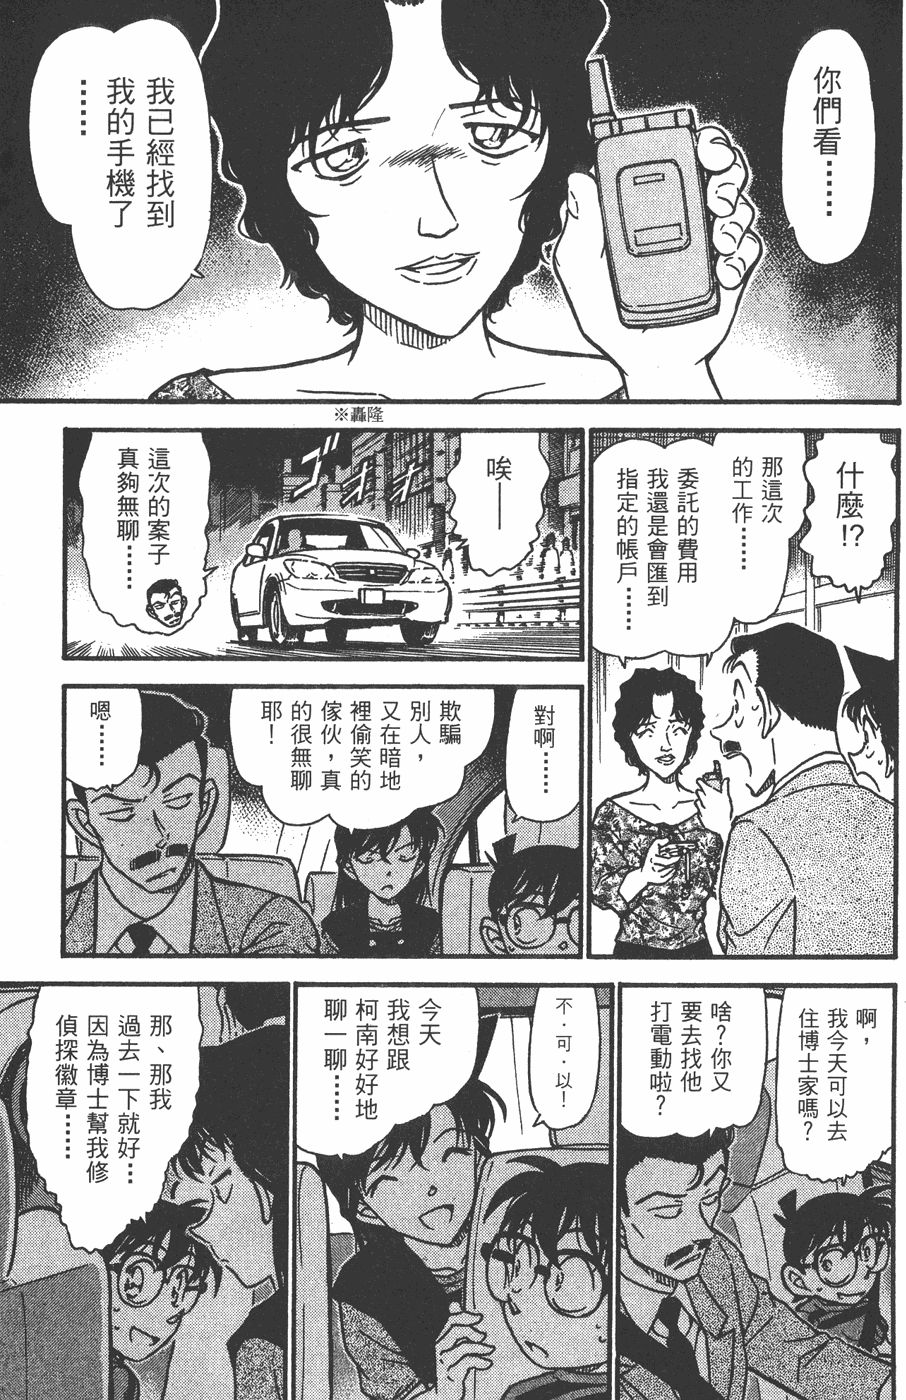 你們看……
我已經找到
我的手機了
……
什麼!?
那這次
的工作……
委託的費用
我還是會匯到
指定的帳戶……
※轟隆
ゴオオ
唉——
這次的案子
真夠無聊……
對啊……
欺騙
別人，
又在暗地
裡偷笑的
傢伙，真
的很無聊
耶！
嗯……
啊，
我今天可以去
住博士家嗎？
啥？你又
要去找他
打電動啦？
不・可・以！
今天
我想跟
柯南好好地
聊一聊……
那、那我
過去一下就好…
因為博士幫我修
偵探徽章……